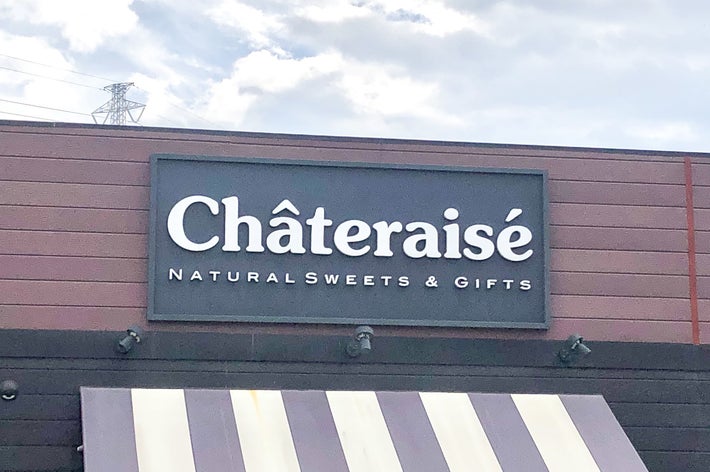 Châteraisé
NATURAL SWEETS & GIFTS